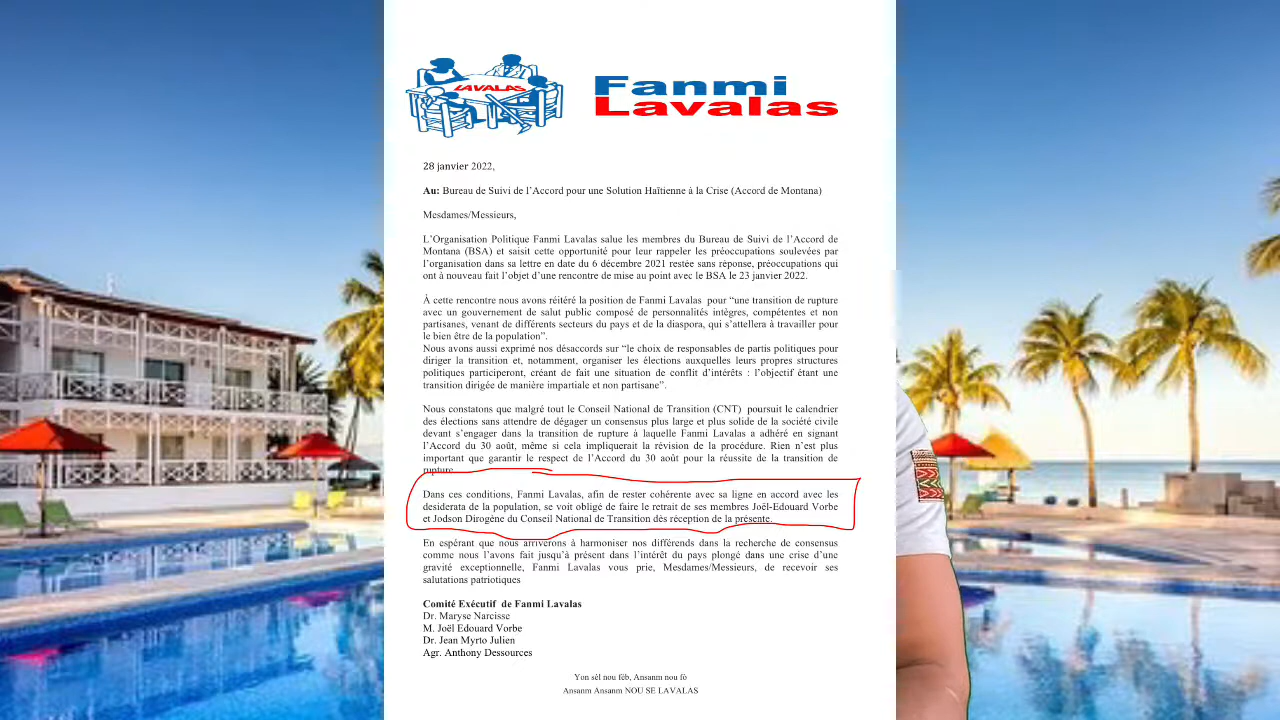 LAVALAS
Fanmi
Lavalas
28 janvier 2022,
Au: Bureau de Suivi de l'Accord pour une Solution Haïtienne à la Crise (Accord de Montana)
Mesdames/Messieurs,
L'Organisation Politique Fanmi Lavalas salue les membres du Bureau de Suivi de l'Accord de
Montana (BSA) et saisit cette opportunité pour leur rappeler les préoccupations soulevées par
l'organisation dans sa lettre en date du 6 décembre 2021 restée sans réponse, préoccupations qui
ont à nouveau fait l'objet d'une rencontre de mise au point avec le BSA le 23 janvier 2022.
À cette rencontre nous avons réitéré la position de Fanmi Lavalas pour "une transition de rupture
avec un gouvernement de salut public composé de personnalités intègres, compétentes et non
partisanes, venant de différents secteurs du pays et de la diaspora, qui s'attellera à travailler pour
le bien être de la population".
Nous avons aussi exprimé nos désaccords sur "le choix de responsables de partis politiques pour
diriger la transition et, notamment, organiser les élections auxquelles leurs propres structures
politiques participeront, créant de fait une situation de conflit d'intérêts : l'objectif étant une
transition dirigée de manière impartiale et non partisane".
Nous constatons que malgré tout le Conseil National de Transition (CNT) poursuit le calendrier
des élections sans attendre de dégager un consensus plus large et plus solide de la société civile
devant s'engager dans la transition de rupture à laquelle Fanmi Lavalas a adhéré en signant
l'Accord du 30 août, même si cela impliquerait la révision de la procédure. Rien n'est plus
important que garantir le respect de l'Accord du 30 août pour la réussite de la transition de
rupture.
Dans ces conditions, Fanmi Lavalas, afin de rester cohérente avec sa ligne en accord avec les
desiderata de la population, se voit obligé de faire le retrait de ses membres Joël-Edouard Vorbe
et Jodson Dirogène du Conseil National de Transition dès réception de la présente.
En espérant que nous arriverons à harmoniser nos différends dans la recherche de consensus
comme nous l'avons fait jusqu'à présent dans l'intérêt du pays plongé dans une crise d'une
gravité exceptionnelle, Fanmi Lavalas vous prie, Mesdames/Messieurs, de recevoir ses
salutations patriotiques
Comité Exécutif de Fanmi Lavalas
Dr. Maryse Narcisse
M. Joël Edouard Vorbe
Dr. Jean Myrto Julien
Agr. Anthony Dessources
Yon sèl nou fèb, Ansanm nou fò
Ansanm Ansanm NOU SE LAVALAS